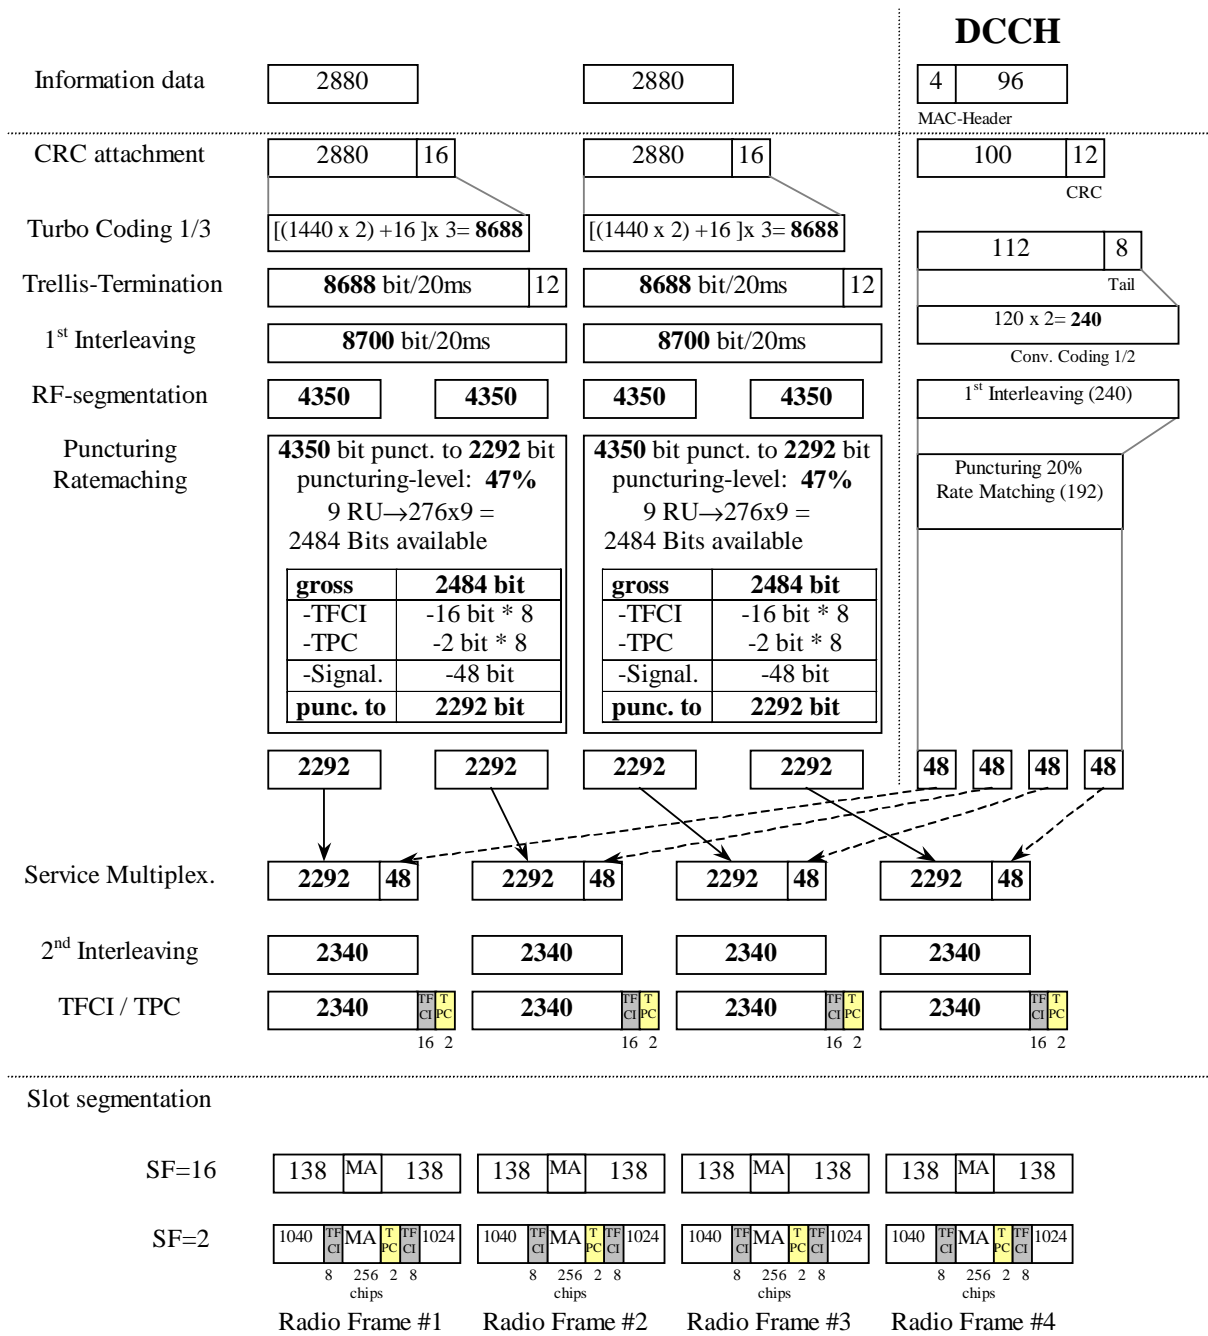 DCCH
Information data 2880 2880 4 96
MAC-Header
CRC attachment 2880 16 2880 16 100 12
CRC
Turbo Coding 1/3 [(1440 x 2) +16 ]x 3= 8688 [(1440 x 2) +16 ]x 3= 8688
112 8
Trellis-Termination 8688 bit/20ms 12 8688 bit/20ms 12
Tail
120 x 2= 240
1st Interleaving 8700 bit/20ms 8700 bit/20ms
Conv. Coding 1/2
RF-segmentation 4350 4350 4350 4350 1st Interleaving (240)
Puncturing
Ratemaching
4350 bit punct. to 2292 bit
puncturing-level: 47%
9 RU→276x9 =
2484 Bits available
gross 2484 bit
-TFCI -16 bit * 8
-TPC -2 bit * 8
-Signal. -48 bit
punc. to 2292 bit
4350 bit punct. to 2292 bit
puncturing-level: 47%
9 RU→276x9 =
2484 Bits available
gross 2484 bit
-TFCI -16 bit * 8
-TPC -2 bit * 8
-Signal. -48 bit
punc. to 2292 bit
Puncturing 20%
Rate Matching (192)
2292 2292 2292 2292 48 48 48 48
Service Multiplex. 2292 48 2292 48 2292 48 2292 48
2nd Interleaving 2340 2340 2340 2340
TFCI / TPC 2340 TF CI T PC 2340 TF CI T PC 2340 TF CI T PC 2340 TF CI T PC
16 2 16 2 16 2 16 2
Slot segmentation
SF=16 138 MA 138 138 MA 138 138 MA 138 138 MA 138
SF=2 1040 TF CI MA T PC TF CI 1024 1040 TF CI MA T PC TF CI 1024 1040 TF CI MA T PC TF CI 1024 1040 TF CI MA T PC TF CI 1024
8 256 2 8 8 256 2 8 8 256 2 8 8 256 2 8
chips chips chips chips
Radio Frame #1 Radio Frame #2 Radio Frame #3 Radio Frame #4